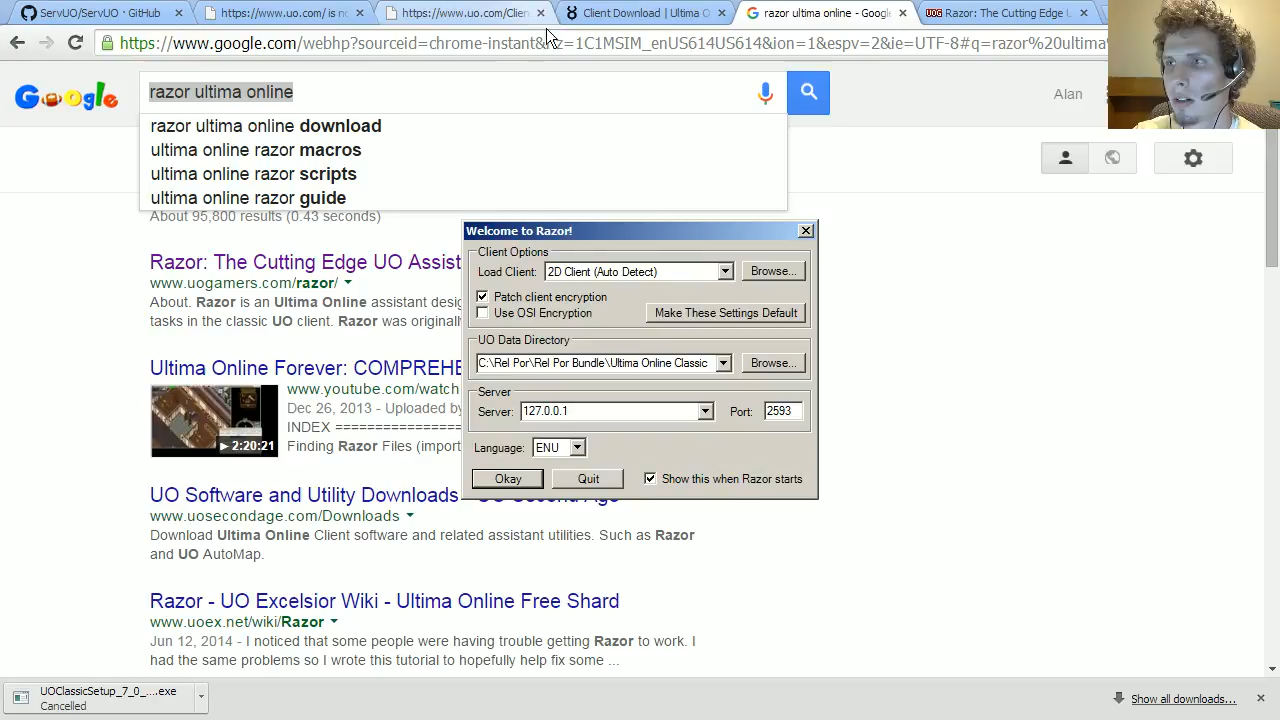 ServUO/ServUO · GitHub
https://www.uo.com/ is no
https://www.uo.com/Clien
Client Download | Ultima O
razor ultima online - Googl
UOG Razor: The Cutting Edge U
https://www.google.com/webhp?sourceid=chrome-instant&rlz=1C1MSIM_enUS614US614&ion=1&espv=2&ie=UTF-8#q=razor%20ultima
Google
razor ultima online
Alan
razor ultima online download
ultima online razor macros
ultima online razor scripts
ultima online razor guide
About 95,800 results (0.43 seconds)
Razor: The Cutting Edge UO Assist
www.uogamers.com/razor/
About. Razor is an Ultima Online assistant desig
tasks in the classic UO client. Razor was originall
Ultima Online Forever: COMPREHE
www.youtube.com/watch
Dec 26, 2013 - Uploaded by
INDEX
Finding Razor Files (import
2:20:21
UO Software and Utility Downloads - UO Second Age
www.uosecondage.com/Downloads
Download Ultima Online Client software and related assistant utilities. Such as Razor
and UO AutoMap.
Razor - UO Excelsior Wiki - Ultima Online Free Shard
www.uoex.net/wiki/Razor
Jun 12, 2014 - I noticed that some people were having trouble getting Razor to work. I
had the same problems so I wrote this tutorial to hopefully help fix some ...
Welcome to Razor!
Client Options
Load Client: 2D Client (Auto Detect) Browse...
Patch client encryption
Use OSI Encryption Make These Settings Default
UO Data Directory
C:\Rel Por\Rel Por Bundle\Ultima Online Classic Browse...
Server
Server: 127.0.0.1 Port: 2593
Language: ENU
Okay Quit Show this when Razor starts
UOClassicSetup_7_0_....exe
Cancelled
Show all downloads...